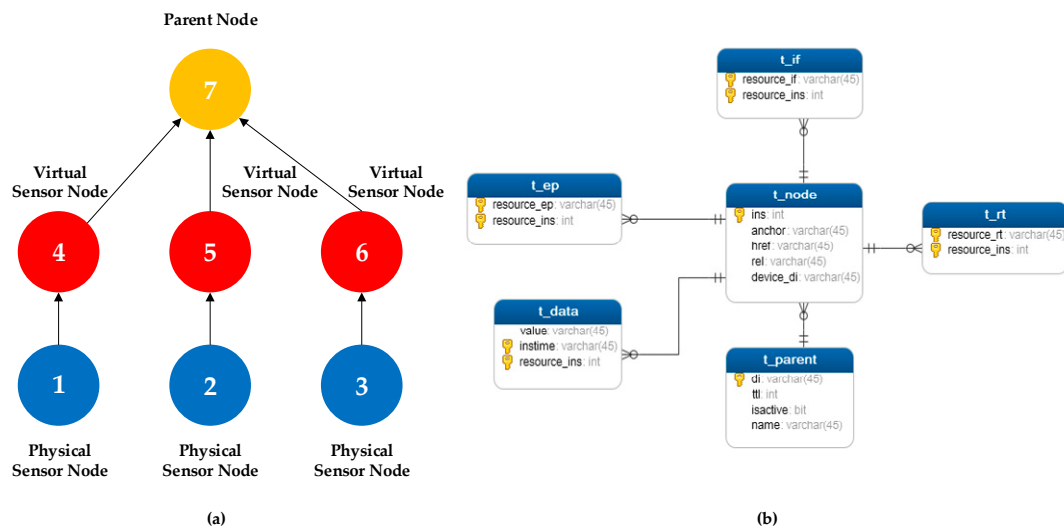 Parent Node
7
Virtual
Sensor Node
Virtual
Sensor Node
Virtual
Sensor Node
4
5
6
1
2
3
Physical
Sensor Node
Physical
Sensor Node
Physical
Sensor Node
(a)
t_if
resource_if: varchar(45)
resource_ins: int
t_ep
resource_ep: varchar(45)
resource_ins: int
t_node
ins: int
anchor: varchar(45)
href: varchar(45)
rel: varchar(45)
device_di: varchar(45)
t_rt
resource_rt: varchar(45)
resource_ins: int
t_data
value: varchar(45)
instime: varchar(45)
resource_ins: int
t_parent
di: varchar(45)
ttl: int
isactive: bit
name: varchar(45)
(b)